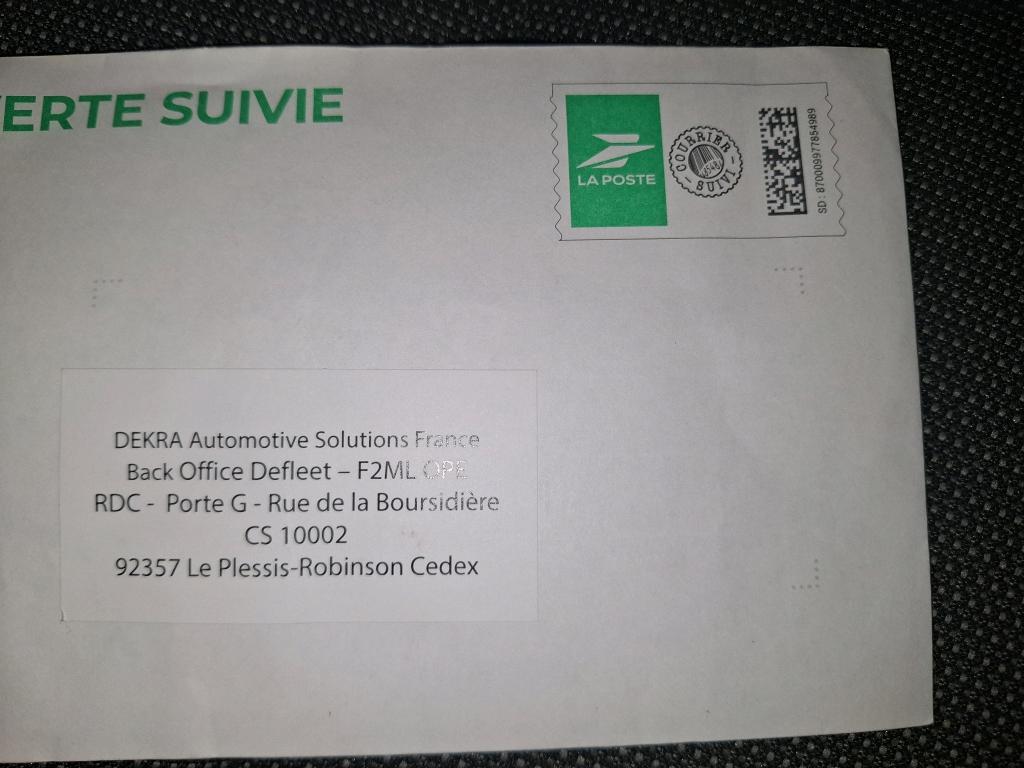 ERTE SUIVIE
LA POSTE
COURRIER
SUIVI
SD : 870009977854989
DEKRA Automotive Solutions France
Back Office Defleet – F2ML OPE
RDC - Porte G - Rue de la Boursidière
CS 10002
92357 Le Plessis-Robinson Cedex